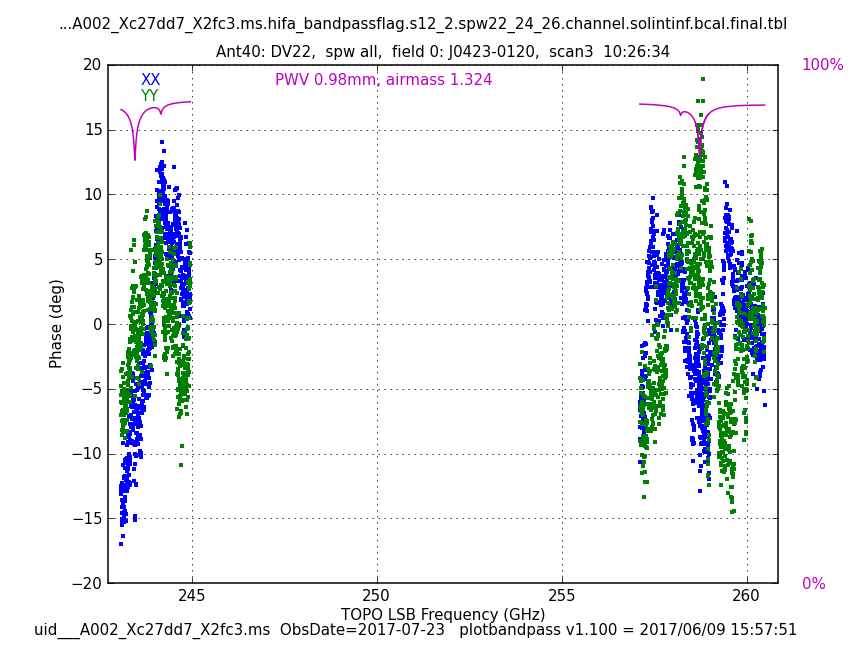 ...A002_Xc27dd7_X2fc3.ms.hifa_bandpassflag.s12_2.spw22_24_26.channel.solintinf.bcal.final.tbl
Ant40: DV22, spw all, field 0: J0423-0120, scan3 10:26:34
20
100%
XX
PWV 0.98mm, airmass 1.324
YY
15
10
5
0
−5
−10
−15
−20
0%
Phase (deg)
245
250
255
260
TOPO LSB Frequency (GHz)
uid___A002_Xc27dd7_X2fc3.ms ObsDate=2017-07-23 plotbandpass v1.100 = 2017/06/09 15:57:51